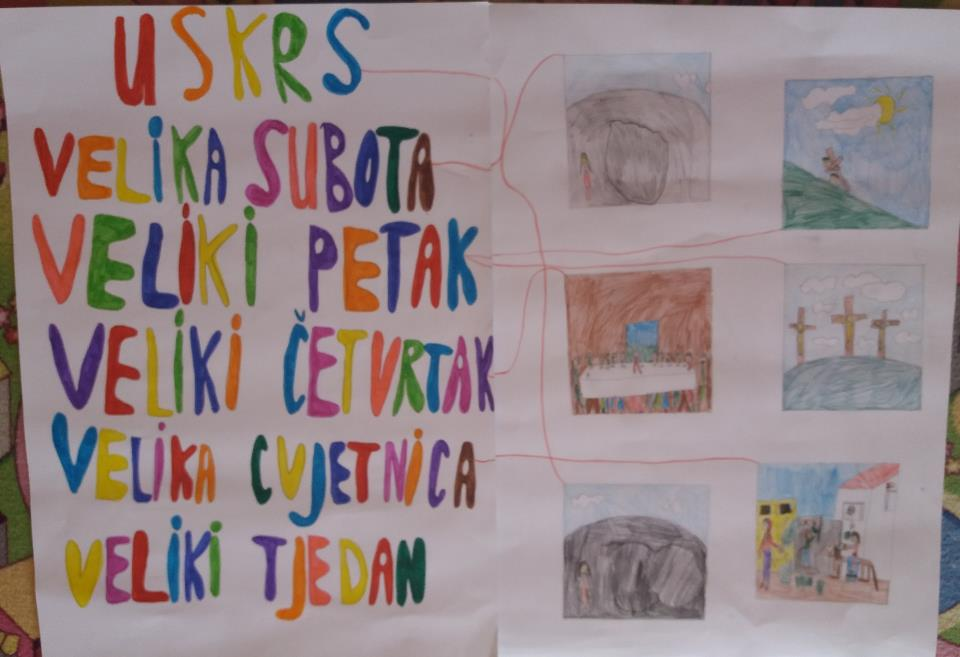 USKRS
VELIKA SUBOTA
VELIKI PETAK
VELIKI ČETVRTAK
VELIKA CVJETNICA
VELIKI TJEDAN